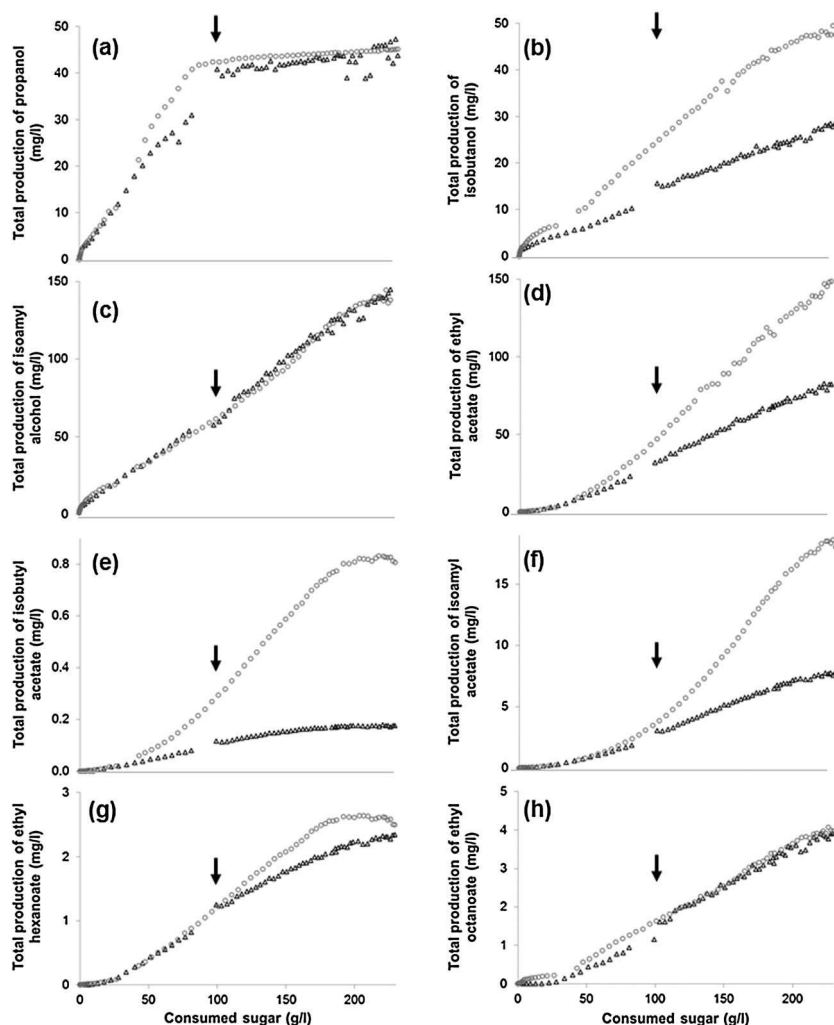 (a)
Total production of propanol
(mg/l)
50
40
30
20
10
0
(b)
Total production of
isobutanol (mg/l)
50
40
30
20
10
0
(c)
Total production of isoamyl
alcohol (mg/l)
150
100
50
0
(d)
Total production of ethyl
acetate (mg/l)
150
100
50
0
(e)
Total production of isobutyl
acetate (mg/l)
0.8
0.6
0.4
0.2
0.0
(f)
Total production of isoamyl
acetate (mg/l)
15
10
5
0
(g)
Total production of ethyl
hexanoate (mg/l)
3
2
1
0
0 50 100 150 200
Consumed sugar (g/l)
(h)
Total production of ethyl
octanoate (mg/l)
5
4
3
2
1
0
0 50 100 150 200
Consumed sugar (g/l)